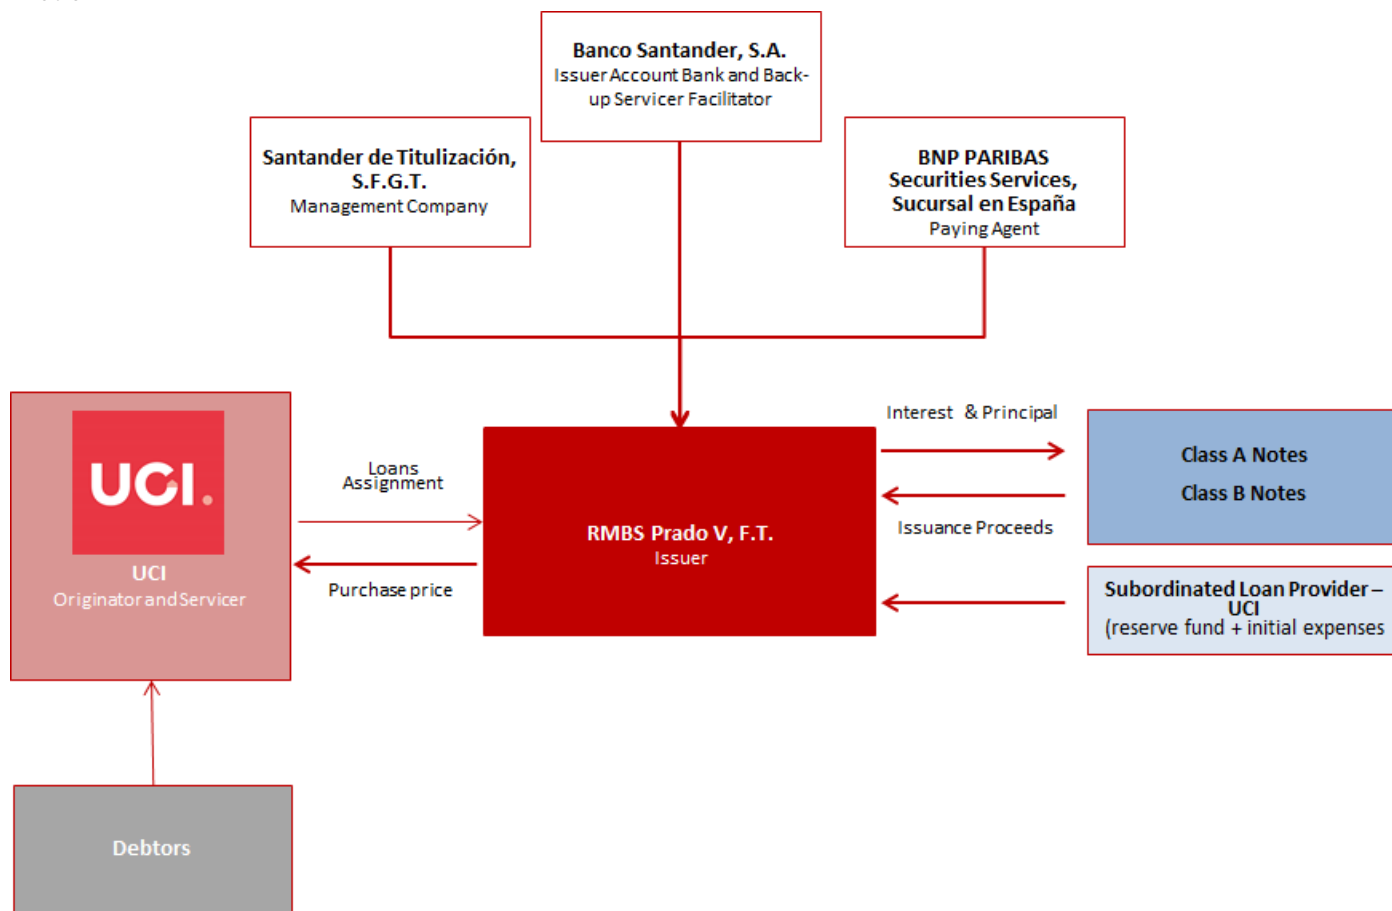 Banco Santander, S.A.
Issuer Account Bank and Back-
up Servicer Facilitator
Santander de Titulización,
S.F.G.T.
Management Company
BNP PARIBAS
Securities Services,
Sucursal en España
Paying Agent
UCI.
UCI
Originator and Servicer
Loans
Assignment
Purchase price
RMBS Prado V, F.T.
Issuer
Interest & Principal
Issuance Proceeds
Class A Notes
Class B Notes
Subordinated Loan Provider –
UCI
(reserve fund + initial expenses
Debtors